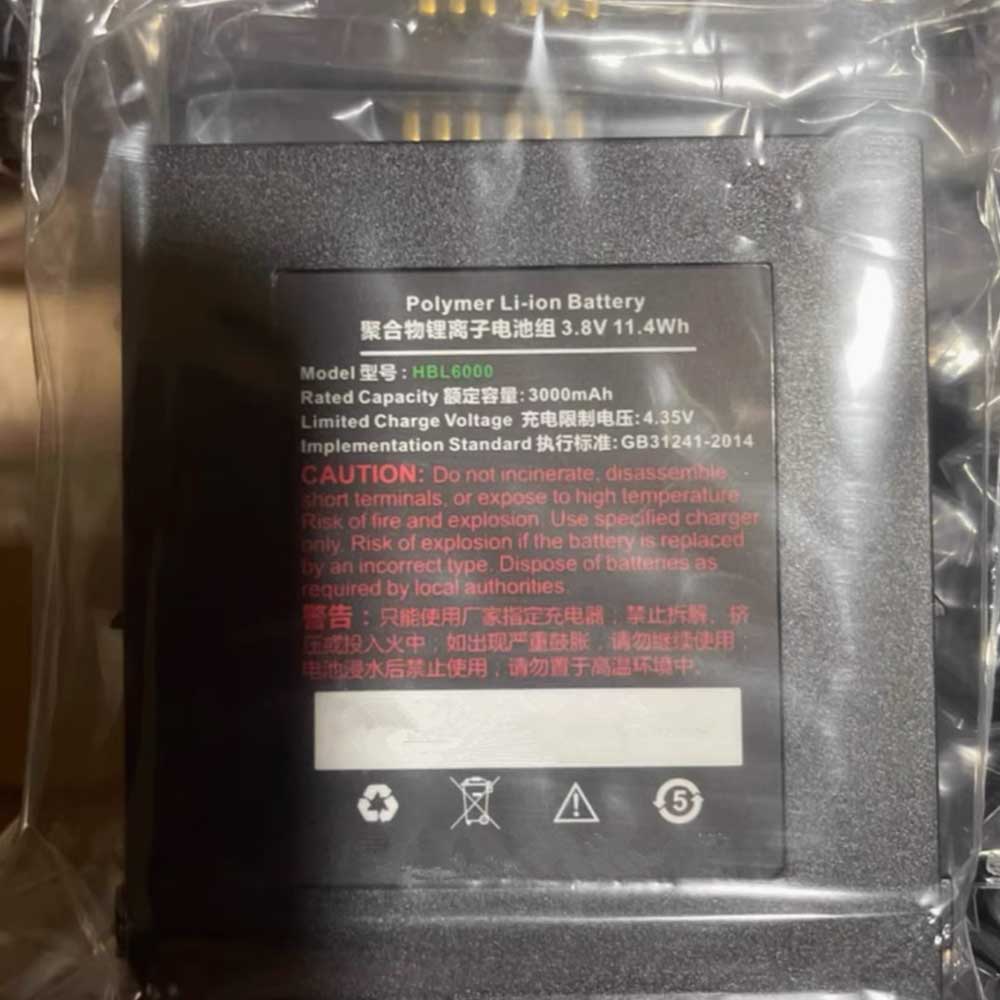 Polymer Li-ion Battery
聚合物锂离子电池组 3.8V 11.4Wh
Model 型号 : HBL6000
Rated Capacity 额定容量: 3000mAh
Limited Charge Voltage 充电限制电压: 4.35V
Implementation Standard 执行标准: GB31241-2014
CAUTION: Do not incinerate, disassemble
short terminals, or expose to high temperature.
Risk of fire and explosion. Use specified charger
only. Risk of explosion if the battery is replaced
by an incorrect type. Dispose of batteries as
required by local authorities.
警告：只能使用厂家指定充电器；禁止拆解、挤
压或投入火中；如出现严重鼓胀，请勿继续使用；
电池浸水后禁止使用；请勿置于高温环境中。
5